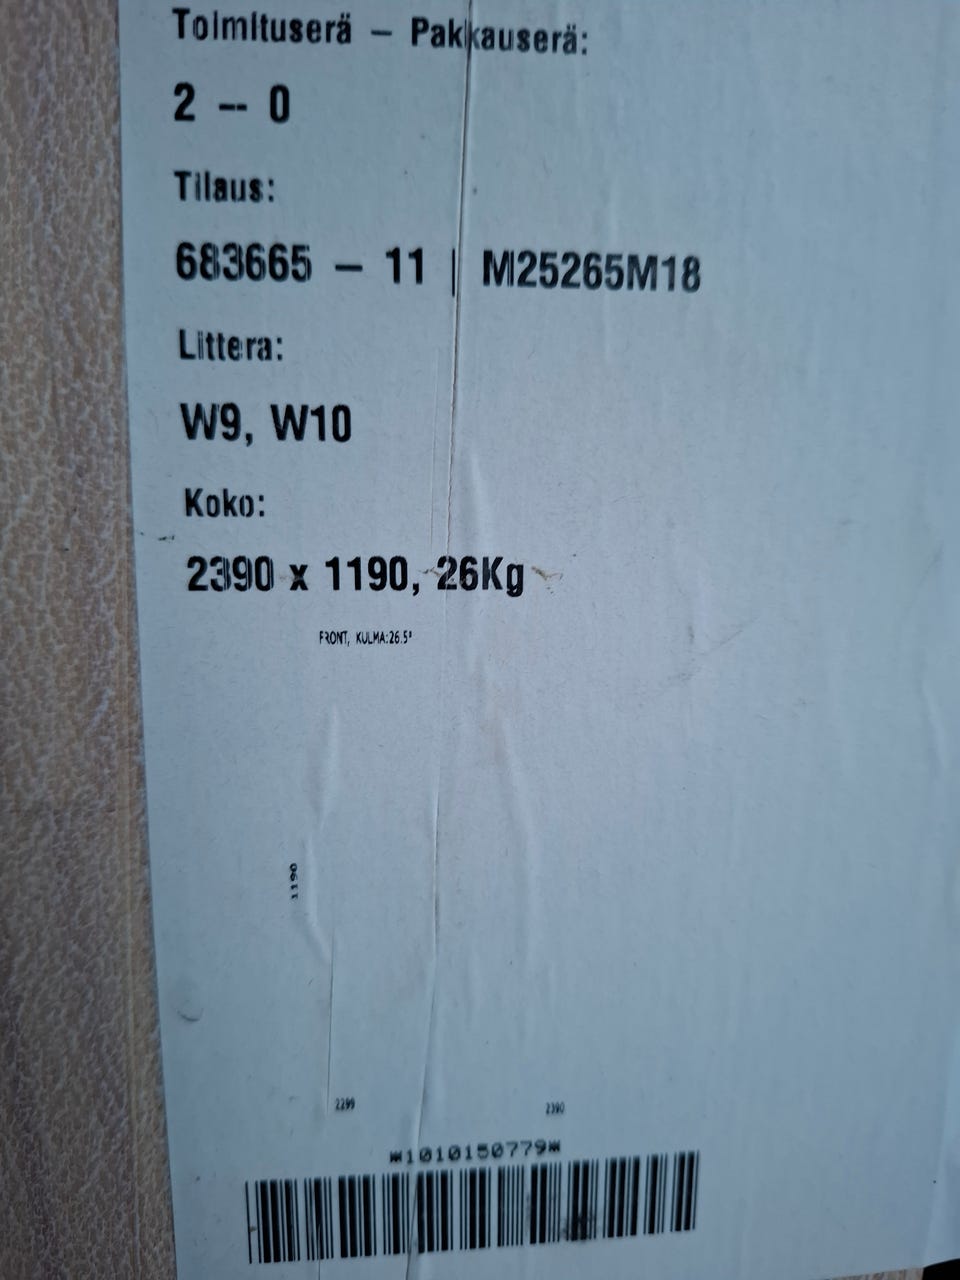 Toimituserä – Pakkauserä:
2 -- 0
Tilaus:
683665 – 11 | M25265M18
Littera:
W9, W10
Koko:
2390 x 1190, 26Kg
FRONT, KULMA:26.5°
1190
2299 2390
*1010150779*